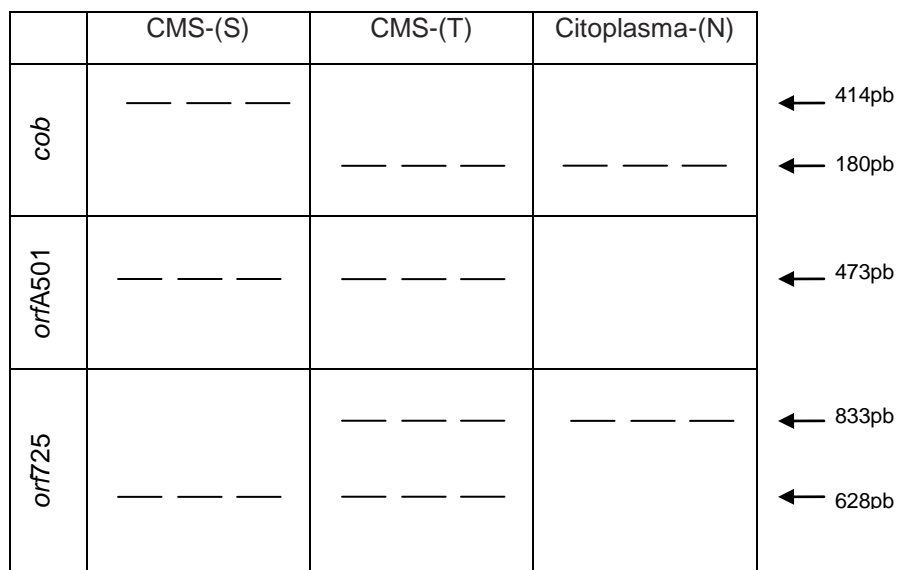 CMS-(S) CMS-(T) Citoplasma-(N)
cob
414pb
180pb
orfA501
473pb
orf725
833pb
628pb